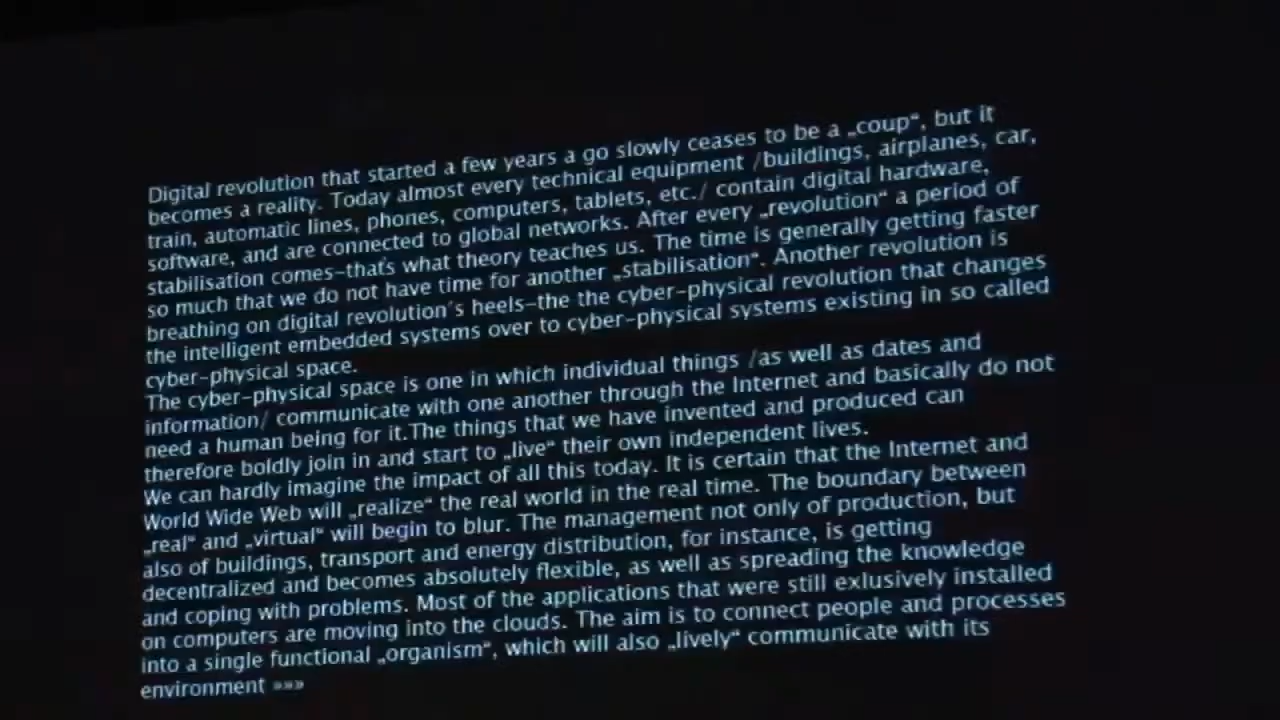 Digital revolution that started a few years a go slowly ceases to be a „coup“, but it
becomes a reality. Today almost every technical equipment /buildings, airplanes, car,
train, automatic lines, phones, computers, tablets, etc./ contain digital hardware,
software, and are connected to global networks. After every „revolution“ a period of
stabilisation comes–that's what theory teaches us. The time is generally getting faster
so much that we do not have time for another „stabilisation“. Another revolution is
breathing on digital revolution's heels–the the cyber–physical revolution that changes
the intelligent embedded systems over to cyber–physical systems existing in so called
cyber–physical space.
The cyber–physical space is one in which individual things /as well as dates and
information/ communicate with one another through the Internet and basically do not
need a human being for it.The things that we have invented and produced can
therefore boldly join in and start to „live“ their own independent lives.
We can hardly imagine the impact of all this today. It is certain that the Internet and
World Wide Web will „realize“ the real world in the real time. The boundary between
„real“ and „virtual“ will begin to blur. The management not only of production, but
also of buildings, transport and energy distribution, for instance, is getting
decentralized and becomes absolutely flexible, as well as spreading the knowledge
and coping with problems. Most of the applications that were still exlusively installed
on computers are moving into the clouds. The aim is to connect people and processes
into a single functional „organism“, which will also „lively“ communicate with its
environment »»»